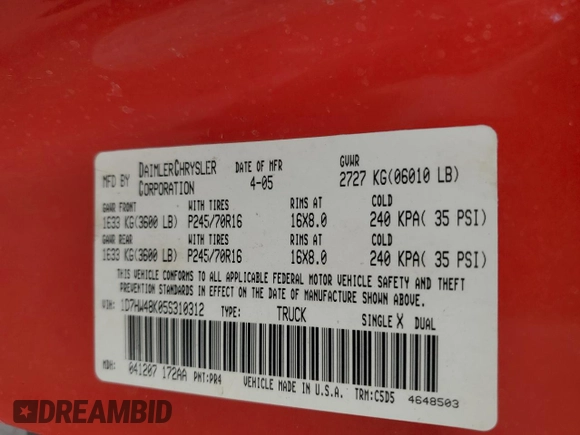 MFD BY DAIMLERCHRYSLER CORPORATION DATE OF MFR 4-05 GVWR 2727 KG(06010 LB)
GAWR FRONT WITH TIRES RIMS AT COLD
1633 KG(3600 LB) P245/70R16 16X8.0 240 KPA( 35 PSI)
GAWR REAR WITH TIRES RIMS AT COLD
1633 KG(3600 LB) P245/70R16 16X8.0 240 KPA( 35 PSI)
THIS VEHICLE CONFORMS TO ALL APPLICABLE FEDERAL MOTOR VEHICLE SAFETY AND THEFT
PREVENTION STANDARDS IN EFFECT ON THE DATE OF MANUFACTURE SHOWN ABOVE.
VIN: 1D7HW48K05S310312 TYPE: TRUCK SINGLE X DUAL
MDH: 041207 172AA PNT:PR4 VEHICLE MADE IN U.S.A. TRM:C5D5 4648503
DREAMBID